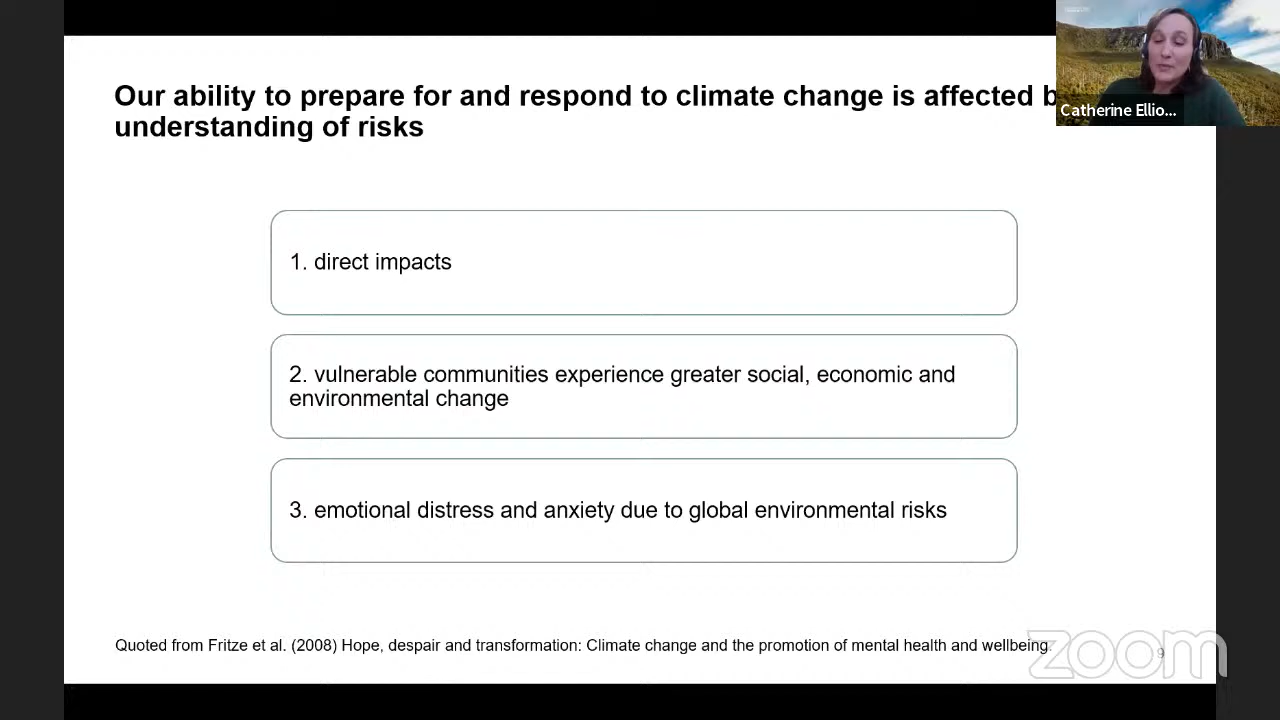 Our ability to prepare for and respond to climate change is affected b
understanding of risks
Catherine Ellio...
1. direct impacts
2. vulnerable communities experience greater social, economic and
environmental change
3. emotional distress and anxiety due to global environmental risks
Quoted from Fritze et al. (2008) Hope, despair and transformation: Climate change and the promotion of mental health and wellbeing.
zoom
9